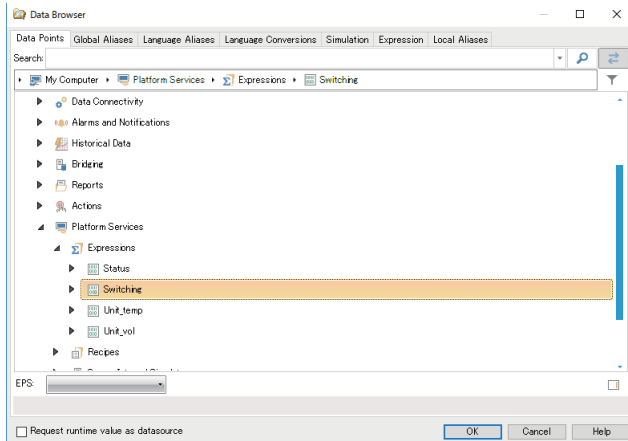 Data Browser
Data Points Global Aliases Language Aliases Language Conversions Simulation Expression Local Aliases
Search:
My Computer Platform Services Expressions Switching
Data Connectivity
Alarms and Notifications
Historical Data
Bridging
Reports
Actions
Platform Services
Expressions
Status
Switching
Unit_temp
Unit_vol
Recipes
EPS:
Request runtime value as datasource OK Cancel Help